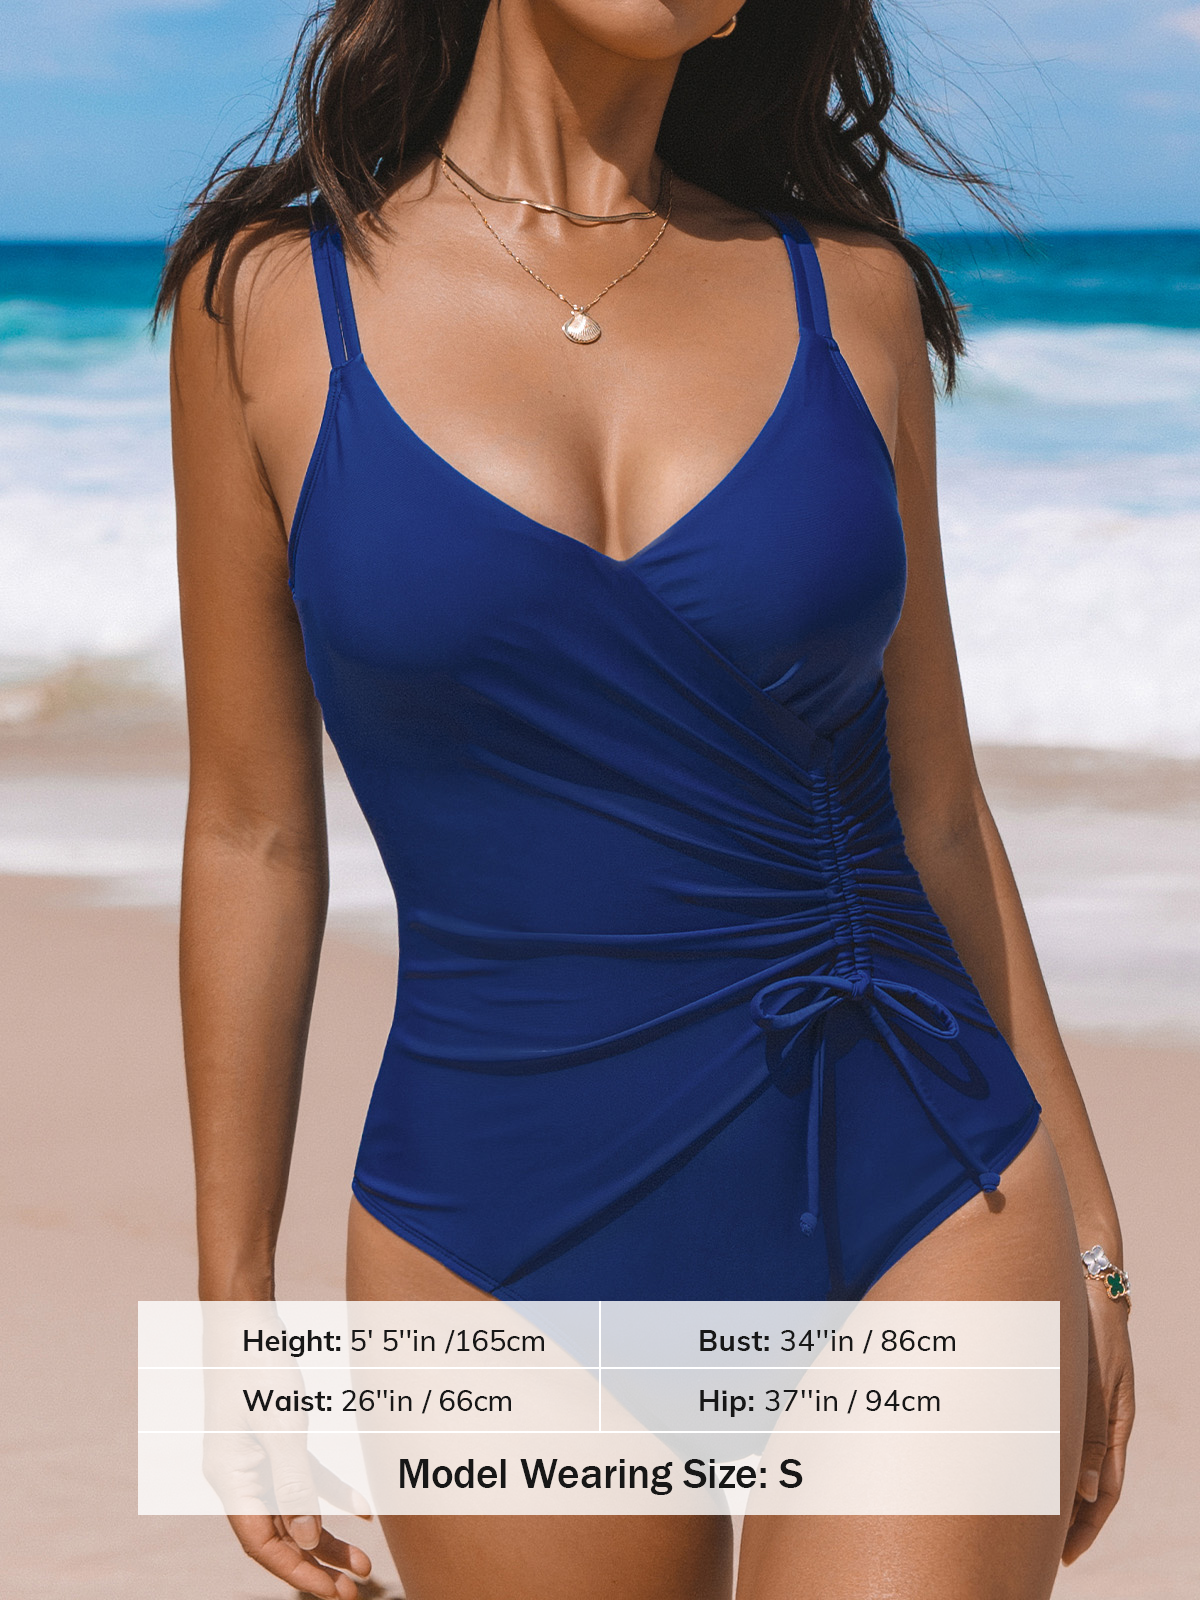 Height: 5' 5''in /165cm
Bust: 34''in / 86cm
Waist: 26''in / 66cm
Hip: 37''in / 94cm
Model Wearing Size: S